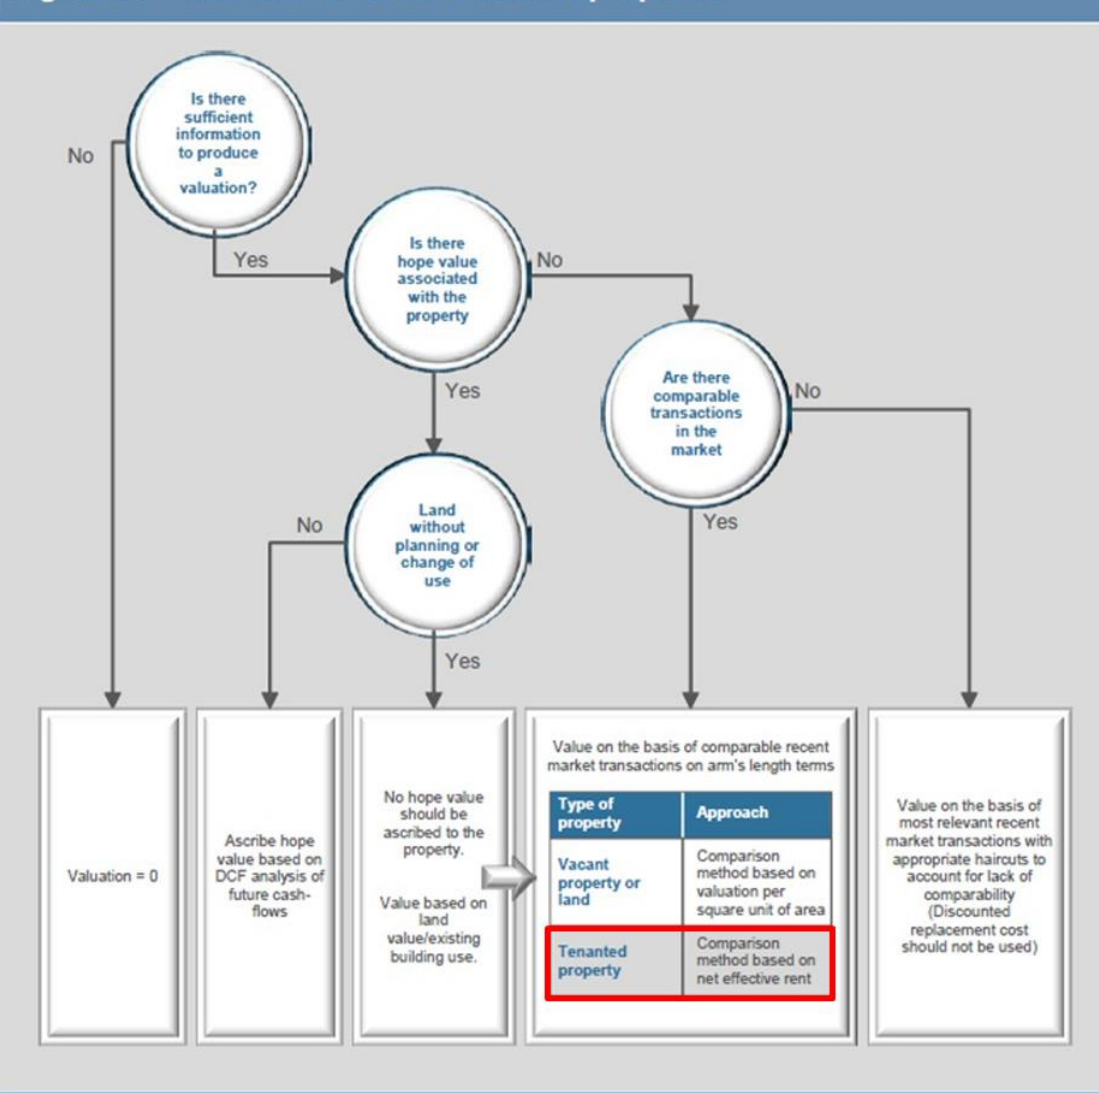 Is there
sufficient
information
to produce
a
valuation?
No
Yes
Is there
hope value
associated
with the
property
No
Yes
Are there
comparable
transactions
in the
market
No
Yes
Land
without
planning or
change of
use
No
Yes
Valuation = 0
Ascribe hope
value based on
DCF analysis of
future cash-
flows
No hope value
should be
ascribed to the
property.
Value based on
land
value/existing
building use.
Value on the basis of comparable recent
market transactions on arm's length terms
Type of
property
Approach
Vacant
property or
land
Comparison
method based on
valuation per
square unit of area
Tenanted
property
Comparison
method based on
net effective rent
Value on the basis of
most relevant recent
market transactions with
appropriate haircuts to
account for lack of
comparability
(Discounted
replacement cost
should not be used)